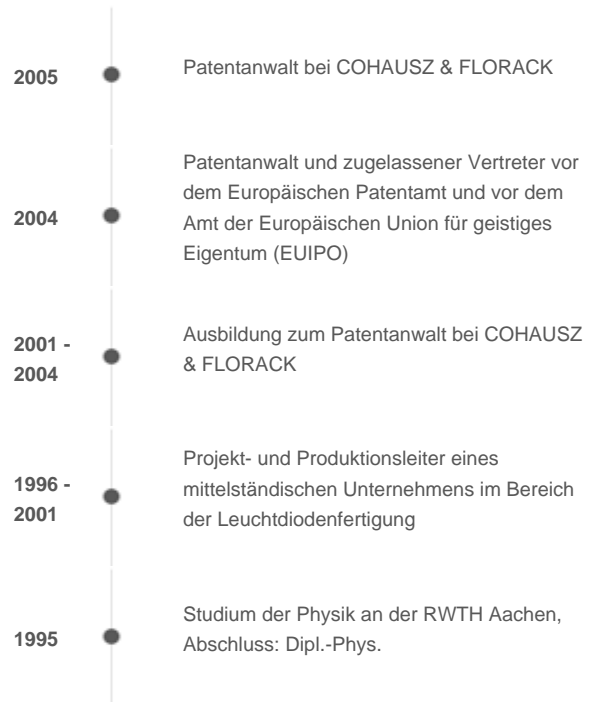 2005
Patentanwalt bei COHAUSZ & FLORACK
2004
Patentanwalt und zugelassener Vertreter vor
dem Europäischen Patentamt und vor dem
Amt der Europäischen Union für geistiges
Eigentum (EUIPO)
2001 -
2004
Ausbildung zum Patentanwalt bei COHAUSZ
& FLORACK
1996 -
2001
Projekt- und Produktionsleiter eines
mittelständischen Unternehmens im Bereich
der Leuchtdiodenfertigung
1995
Studium der Physik an der RWTH Aachen,
Abschluss: Dipl.-Phys.